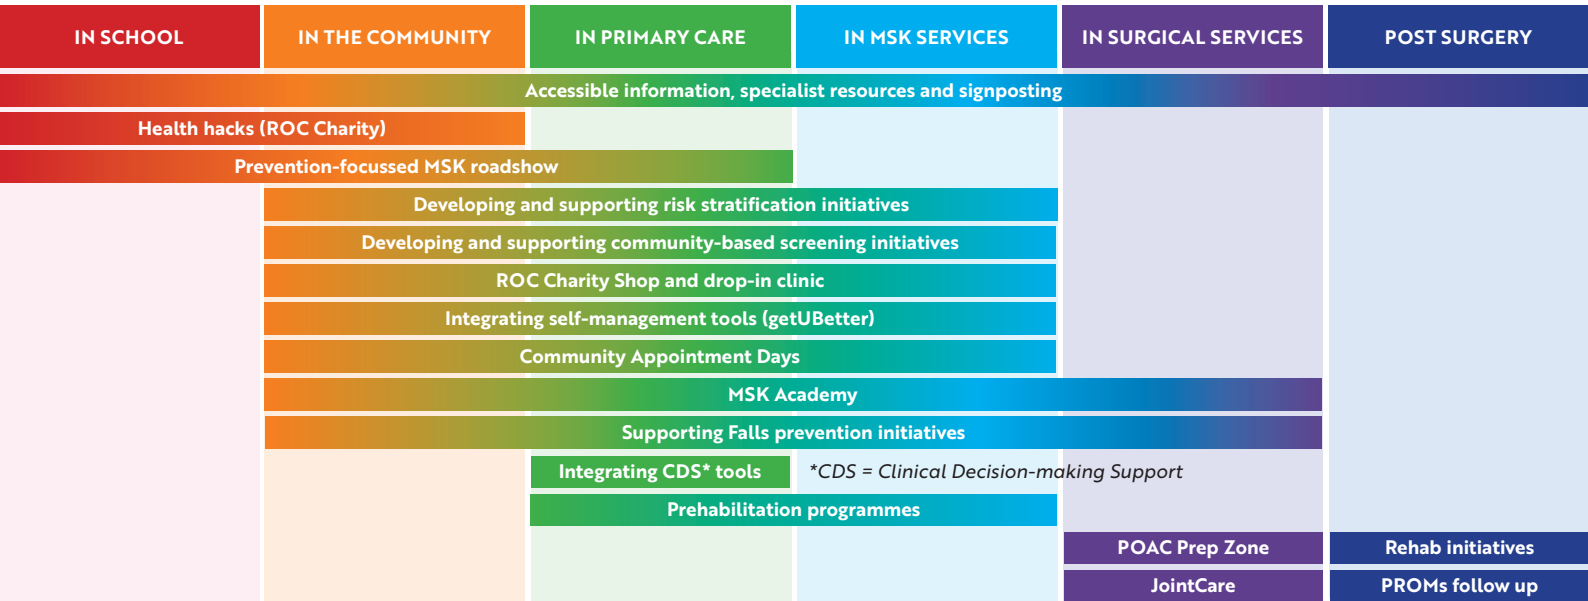 IN SCHOOL
IN THE COMMUNITY
IN PRIMARY CARE
IN MSK SERVICES
IN SURGICAL SERVICES
POST SURGERY
Accessible information, specialist resources and signposting
Health hacks (ROC Charity)
Prevention-focussed MSK roadshow
Developing and supporting risk stratification initiatives
Developing and supporting community-based screening initiatives
ROC Charity Shop and drop-in clinic
Integrating self-management tools (getUBetter)
Community Appointment Days
MSK Academy
Supporting Falls prevention initiatives
Integrating CDS* tools
*CDS = Clinical Decision-making Support
Prehabilitation programmes
POAC Prep Zone
Rehab initiatives
JointCare
PROMs follow up